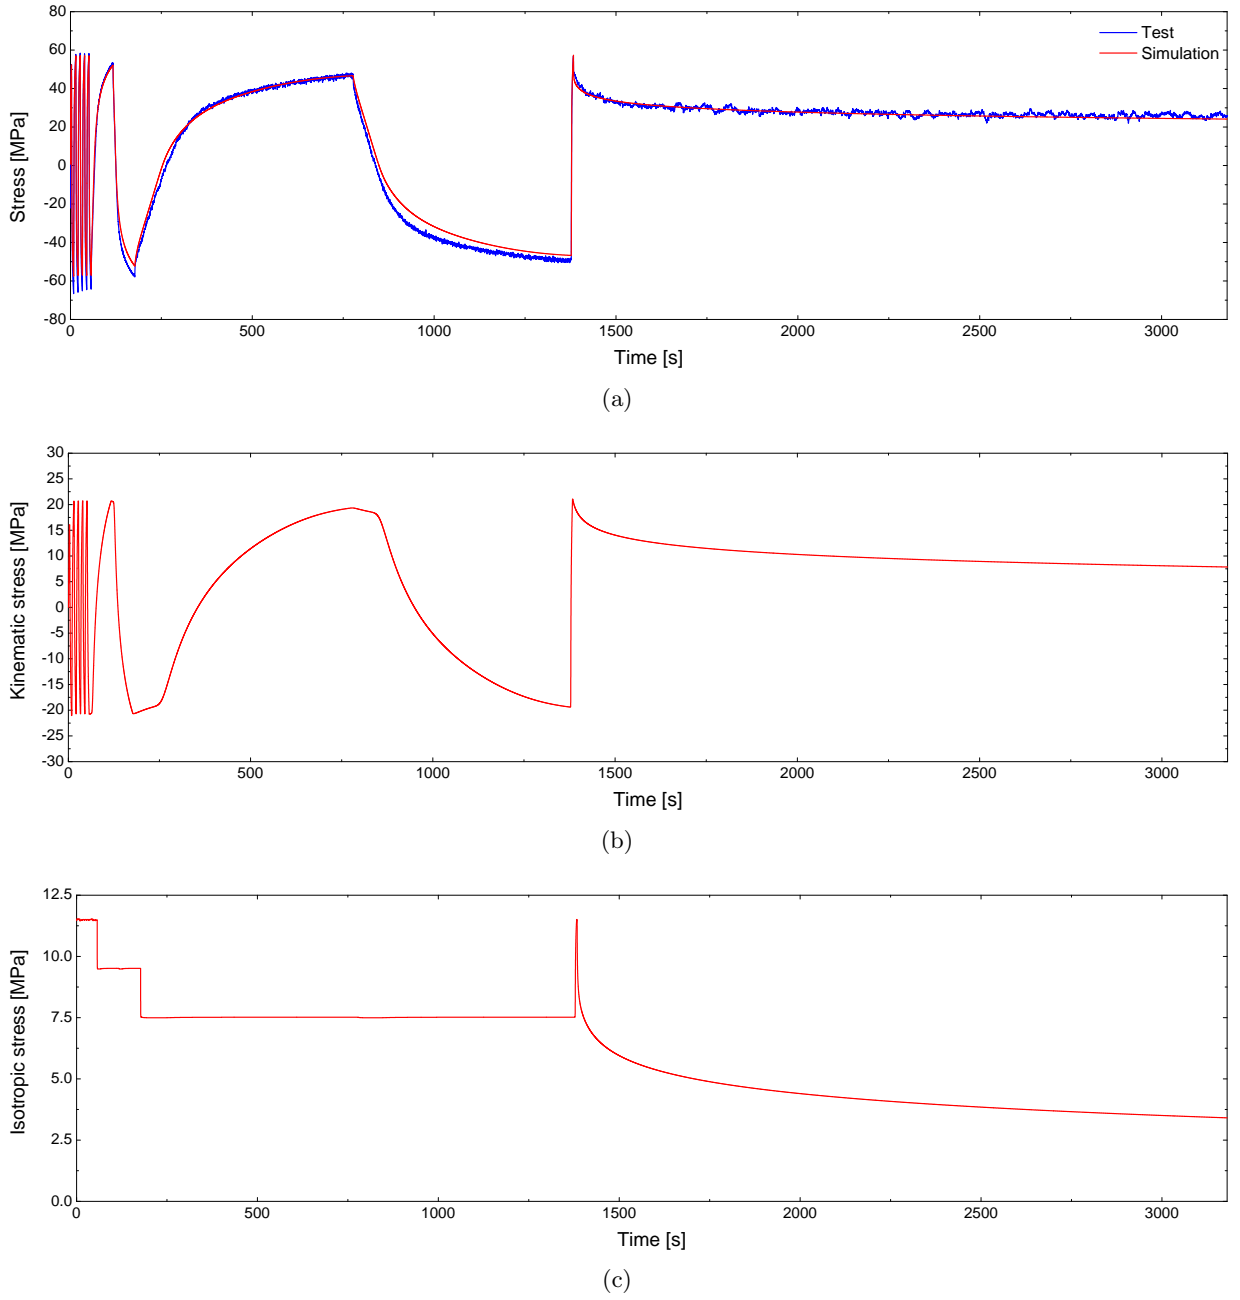 80
60
40
20
0
-20
-40
-60
-80
Stress [MPa]
Test
Simulation
0 500 1000 1500 2000 2500 3000
Time [s]
(a)
30
25
20
15
10
5
0
-5
-10
-15
-20
-25
-30
Kinematic stress [MPa]
0 500 1000 1500 2000 2500 3000
Time [s]
(b)
12.5
10.0
7.5
5.0
2.5
0.0
Isotropic stress [MPa]
0 500 1000 1500 2000 2500 3000
Time [s]
(c)